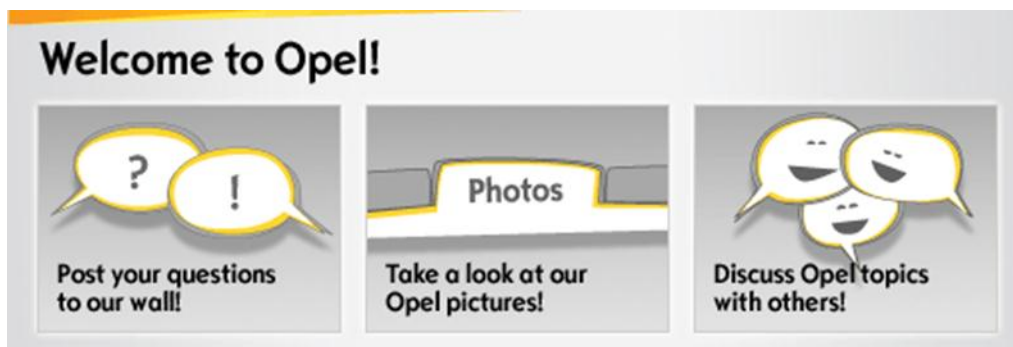 Welcome to Opel!
?
!
Post your questions
to our wall!
Photos
Take a look at our
Opel pictures!
Discuss Opel topics
with others!